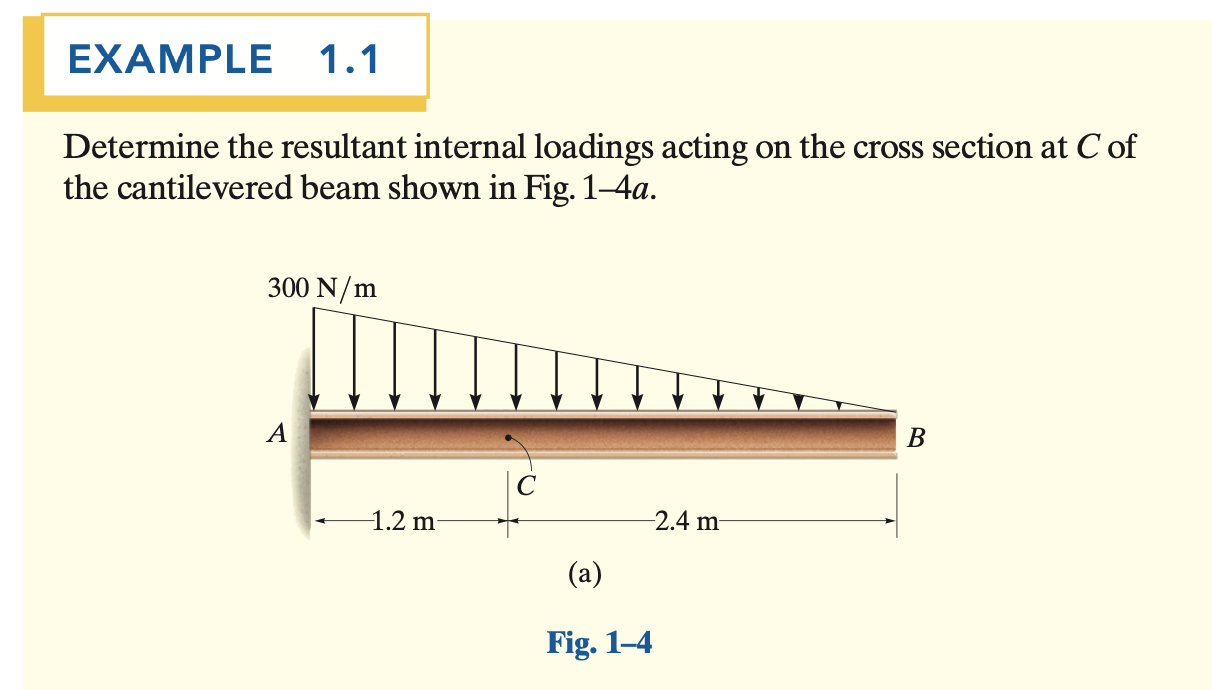 EXAMPLE 1.1
Determine the resultant internal loadings acting on the cross section at C of
the cantilevered beam shown in Fig. 1–4a.
300 N/m
A
B
C
1.2 m
2.4 m
(a)
Fig. 1–4